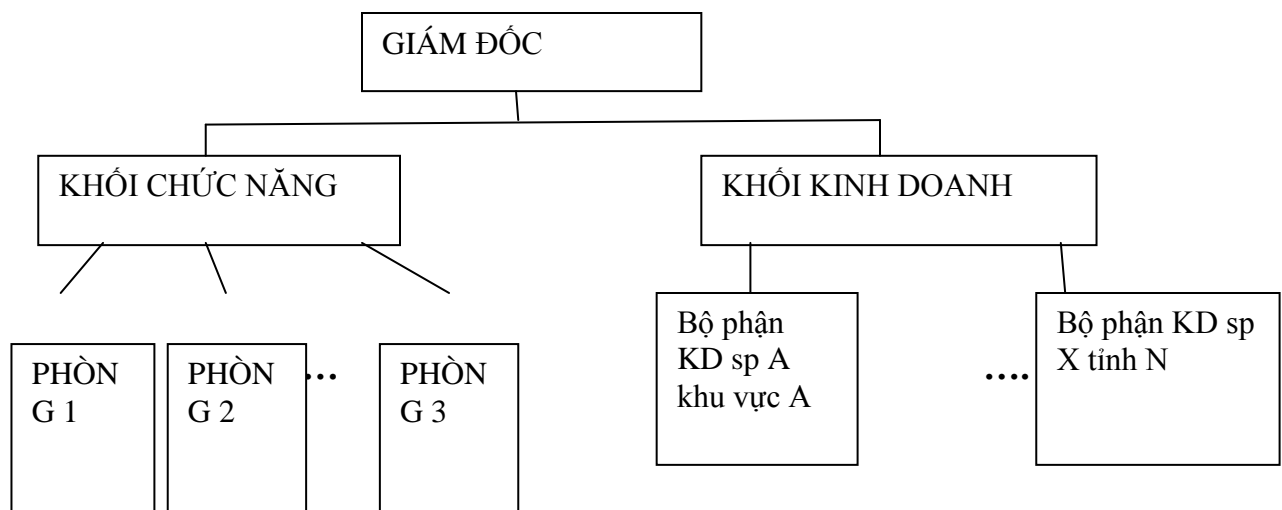 GIÁM ĐỐC
KHỐI CHỨC NĂNG
KHỐI KINH DOANH
PHÒN
G 1
PHÒN
G 2
...
PHÒN
G 3
Bộ phận
KD sp A
khu vực A
....
Bộ phận KD sp
X tỉnh N